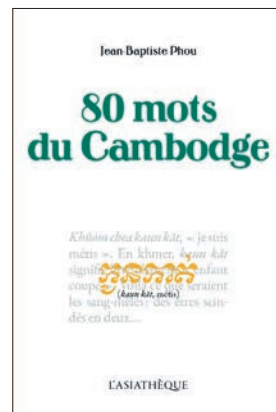 Jean-Baptiste Phou
80 mots
du Cambodge
Khñom chea kaun kât, « je suis
métis ». En khmer, kaun kât
signifi enfant
coupé ce que seraient
les sang-mêlés : des êtres scin-
dés en deux…
កូនកាត់
(kaun kât, métis)
L'ASIATHÈQUE